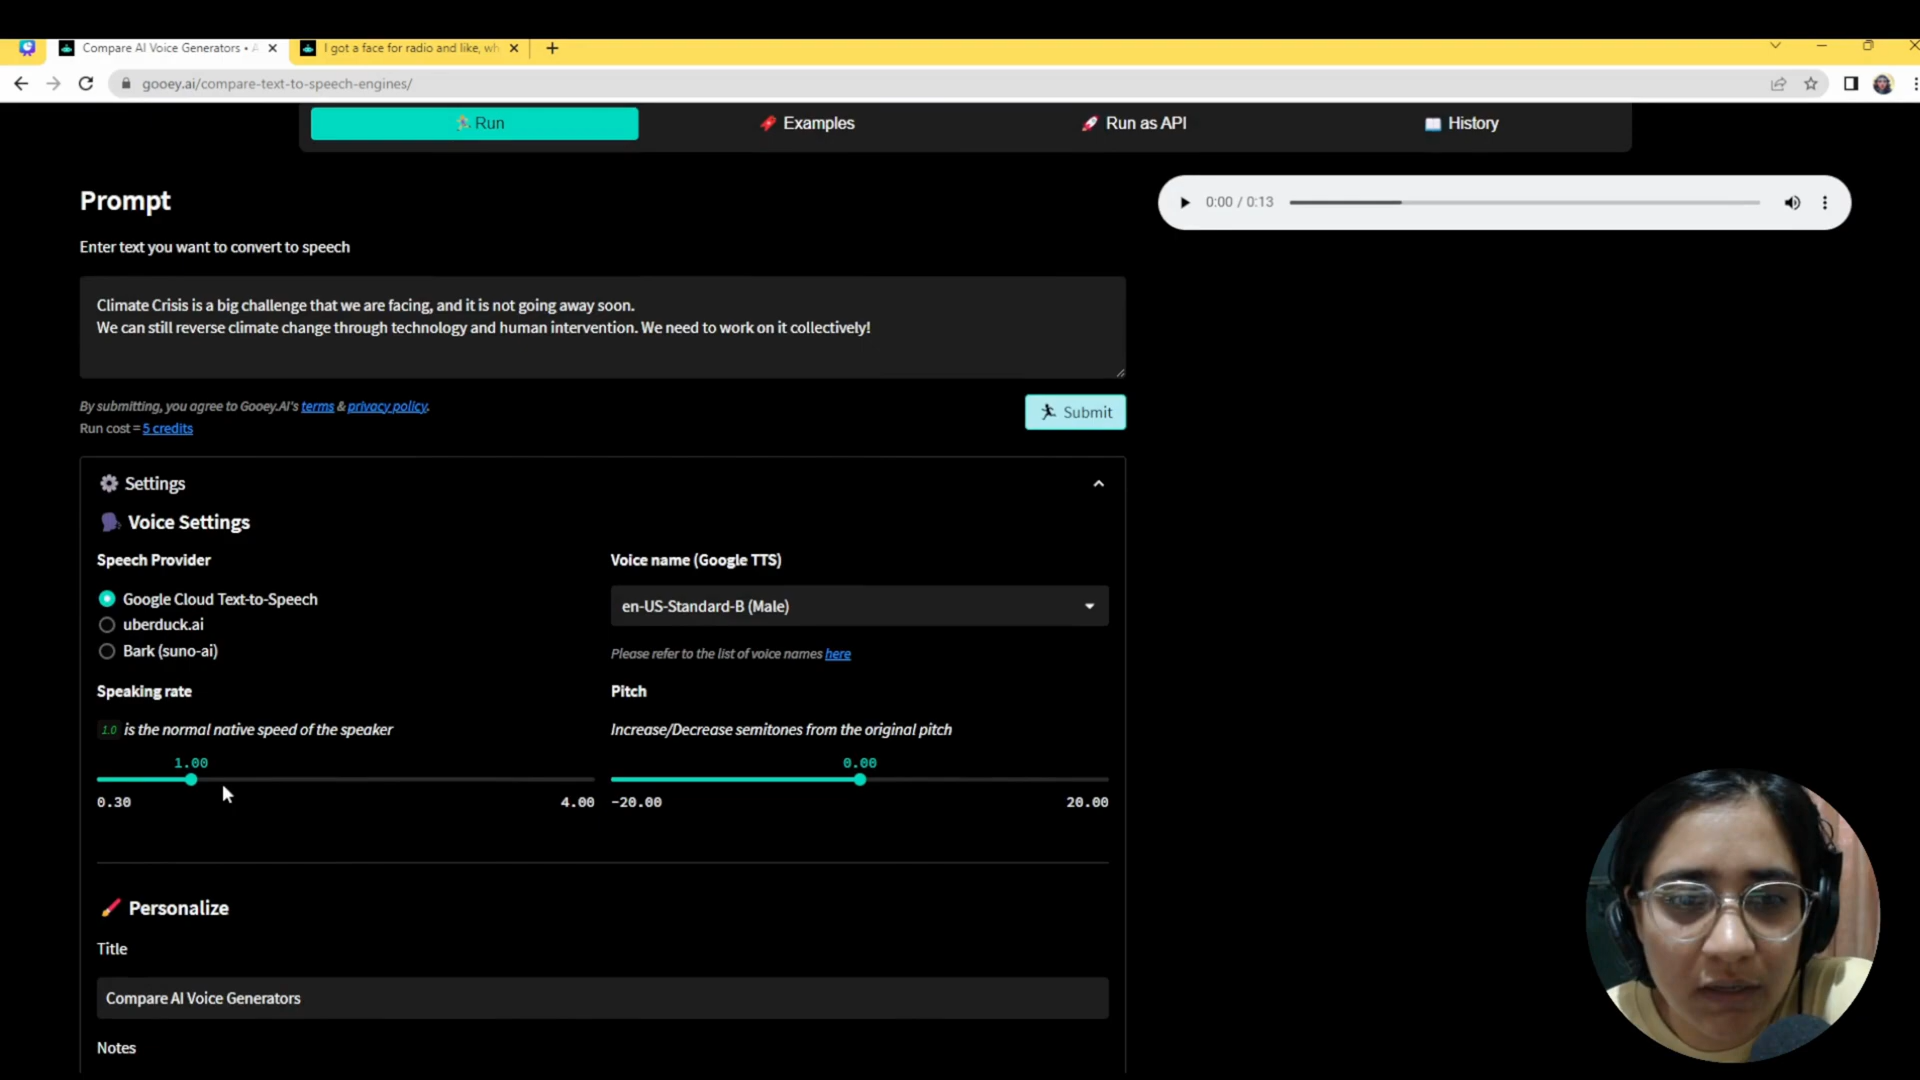 Compare AI Voice Generators • A
I got a face for radio and like, wh
gooey.ai/compare-text-to-speech-engines/
Run
Examples
Run as API
History
Prompt
0:00 / 0:13
Enter text you want to convert to speech
Climate Crisis is a big challenge that we are facing, and it is not going away soon.
We can still reverse climate change through technology and human intervention. We need to work on it collectively!
By submitting, you agree to Gooey.AI's terms & privacy policy.
Run cost = 5 credits
Submit
Settings
Voice Settings
Speech Provider
Voice name (Google TTS)
Google Cloud Text-to-Speech
en-US-Standard-B (Male)
uberduck.ai
Bark (suno-ai)
Please refer to the list of voice names here
Speaking rate
Pitch
1.0 is the normal native speed of the speaker
Increase/Decrease semitones from the original pitch
1.00
0.00
0.30
4.00
-20.00
20.00
Personalize
Title
Compare AI Voice Generators
Notes